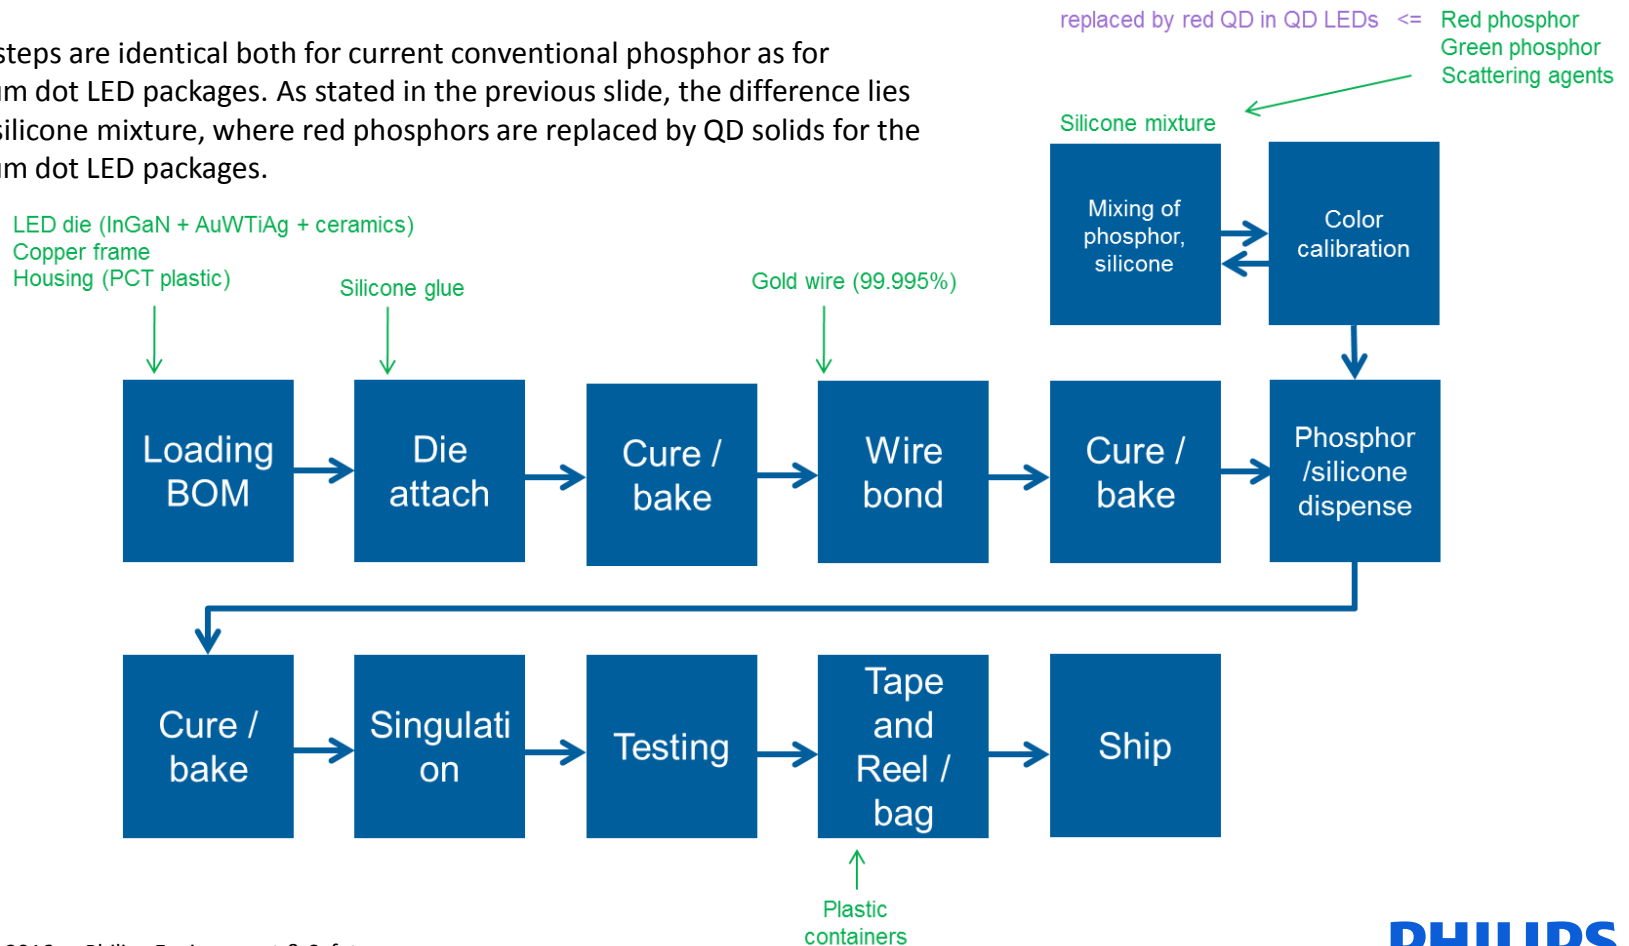 replaced by red QD in QD LEDs <= Red phosphor
Green phosphor
Scattering agents
steps are identical both for current conventional phosphor as for
um dot LED packages. As stated in the previous slide, the difference lies
silicone mixture, where red phosphors are replaced by QD solids for the
um dot LED packages.
Silicone mixture
Mixing of
phosphor,
silicone
Color
calibration
LED die (InGaN + AuWTiAg + ceramics)
Copper frame
Housing (PCT plastic)
Silicone glue
Gold wire (99.995%)
Loading
BOM
Die
attach
Cure /
bake
Wire
bond
Cure /
bake
Phosphor
/silicone
dispense
Cure /
bake
Singulati
on
Testing
Tape
and
Reel /
bag
Ship
Plastic
containers
PHILIPS